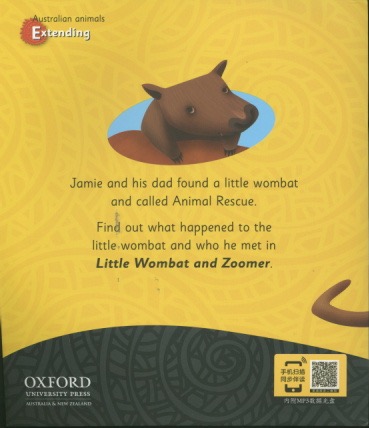 Australian animals
Extending
Jamie and his dad found a little wombat
and called Animal Rescue.
Find out what happened to the
little wombat and who he met in
Little Wombat and Zoomer.
手机扫描
同步伴读
OXFORD
UNIVERSITY PRESS
AUSTRALIA & NEW ZEALAND